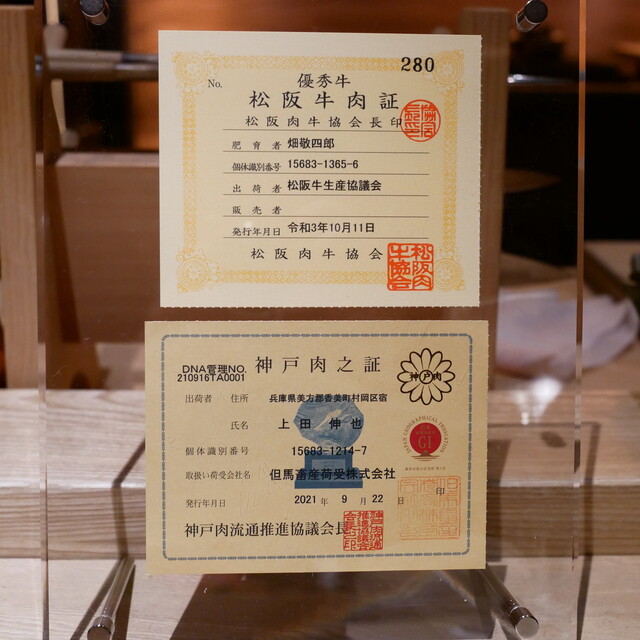 280
No.
優秀牛
松阪牛肉証
松阪肉牛協会長印
肥育者 畑敬四郎
個体識別番号 15683-1365-6
出荷者 松阪牛生産協議会
販売者
発行年月日 令和3年10月11日
松阪肉牛協会
松阪肉牛協会
DNA管理NO.
210916TA0001
神戸肉之証
神戸肉
出荷者 住所 兵庫県美方郡香美町村岡区宿
氏名 上田伸也
個体識別番号 15683-1214-7
取扱い荷受会社名 但馬畜産荷受株式会社
発行年月日 2021年9月22日
印
神戸肉流通推進協議会長
GI